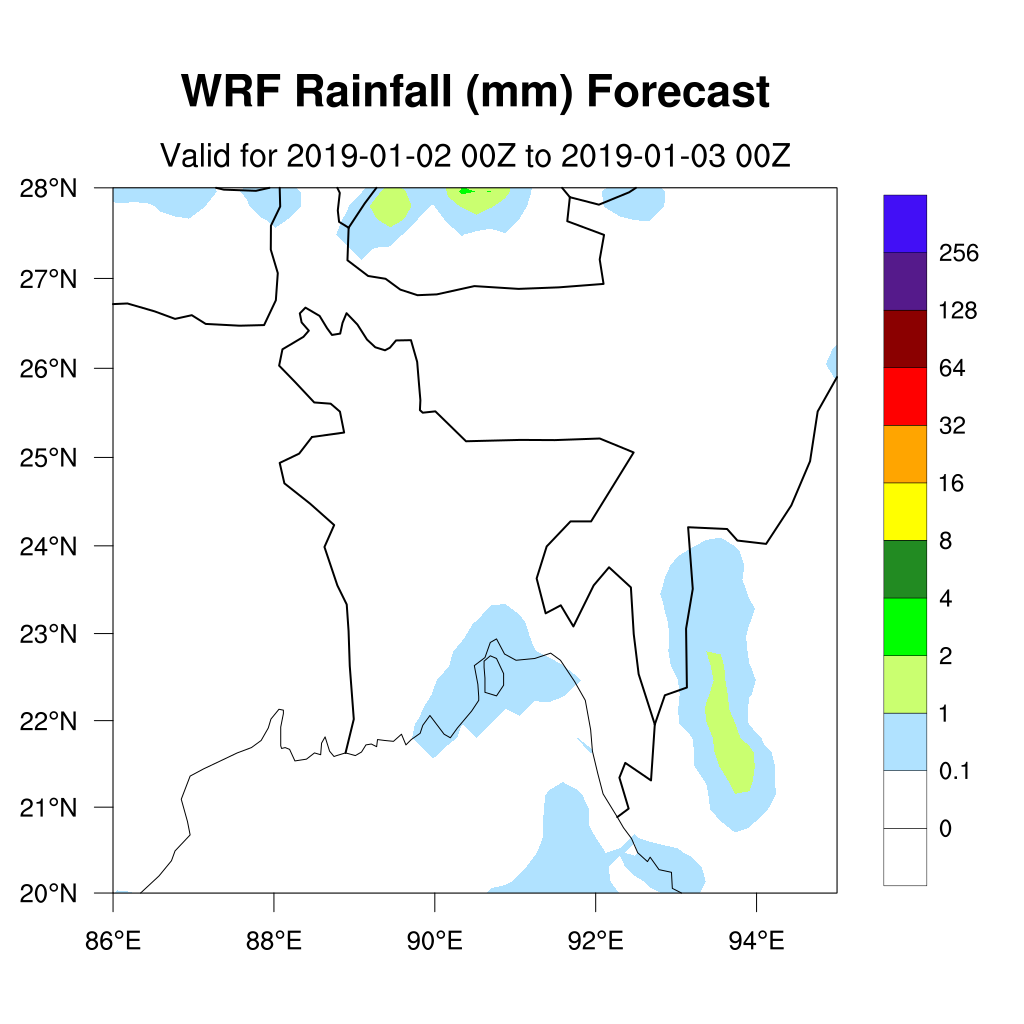 WRF Rainfall (mm) Forecast
Valid for 2019-01-02 00Z to 2019-01-03 00Z
28°N
27°N
26°N
25°N
24°N
23°N
22°N
21°N
20°N
86°E
88°E
90°E
92°E
94°E
256
128
64
32
16
8
4
2
1
0.1
0